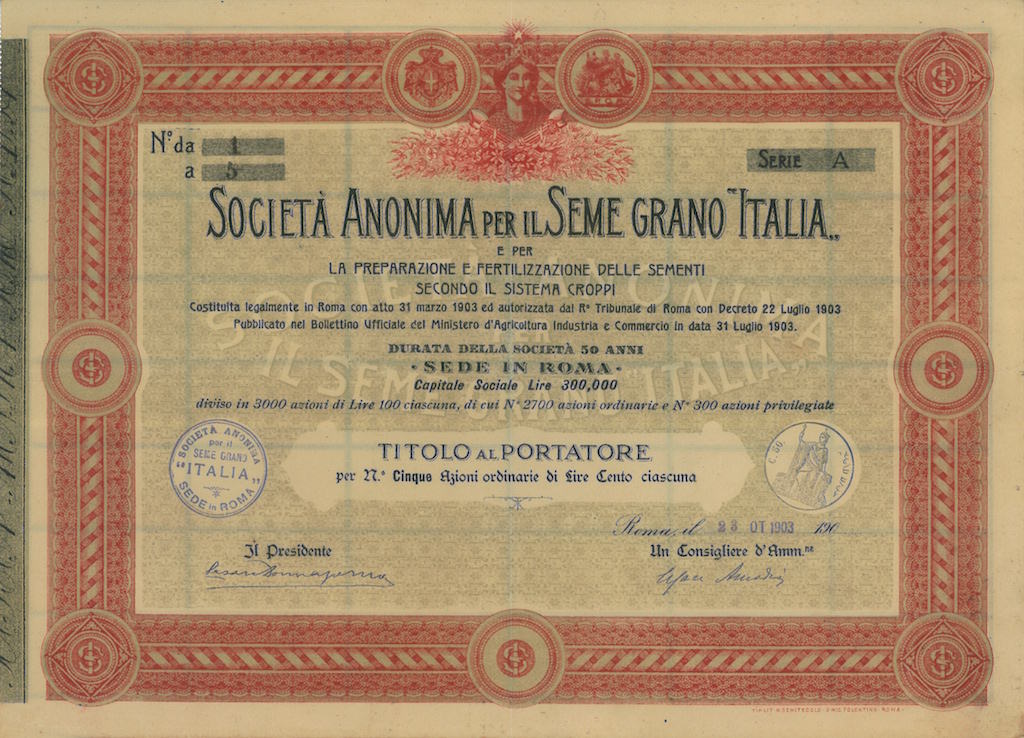 N.º da 1
a 5
SERIE A
SOCIETÀ ANONIMA PER IL SEME GRANO "ITALIA„
E PER
LA PREPARAZIONE E FERTILIZZAZIONE DELLE SEMENTI
SECONDO IL SISTEMA CROPPI
Costituita legalmente in Roma con atto 31 marzo 1903 ed autorizzata dal Rº Tribunale di Roma con Decreto 22 Luglio 1903
Pubblicato nel Bollettino Ufficiale del Ministero d'Agricoltura Industria e Commercio in data 31 Luglio 1903.
DURATA DELLA SOCIETÀ 50 ANNI
• SEDE IN ROMA •
Capitale Sociale Lire 300,000
diviso in 3000 azioni di Lire 100 ciascuna, di cui Nº 2700 azioni ordinarie e Nº 300 azioni privilegiate
TITOLO AL PORTATORE
per N.º Cinque Azioni ordinarie di Lire Cento ciascuna
SOCIETÀ ANONIMA
per il
SEME GRANO
"ITALIA„
SEDE in ROMA
C. 50.
Roma, il 23 OT 1903 190
Il Presidente
Un Consigliere d'Amm.ne